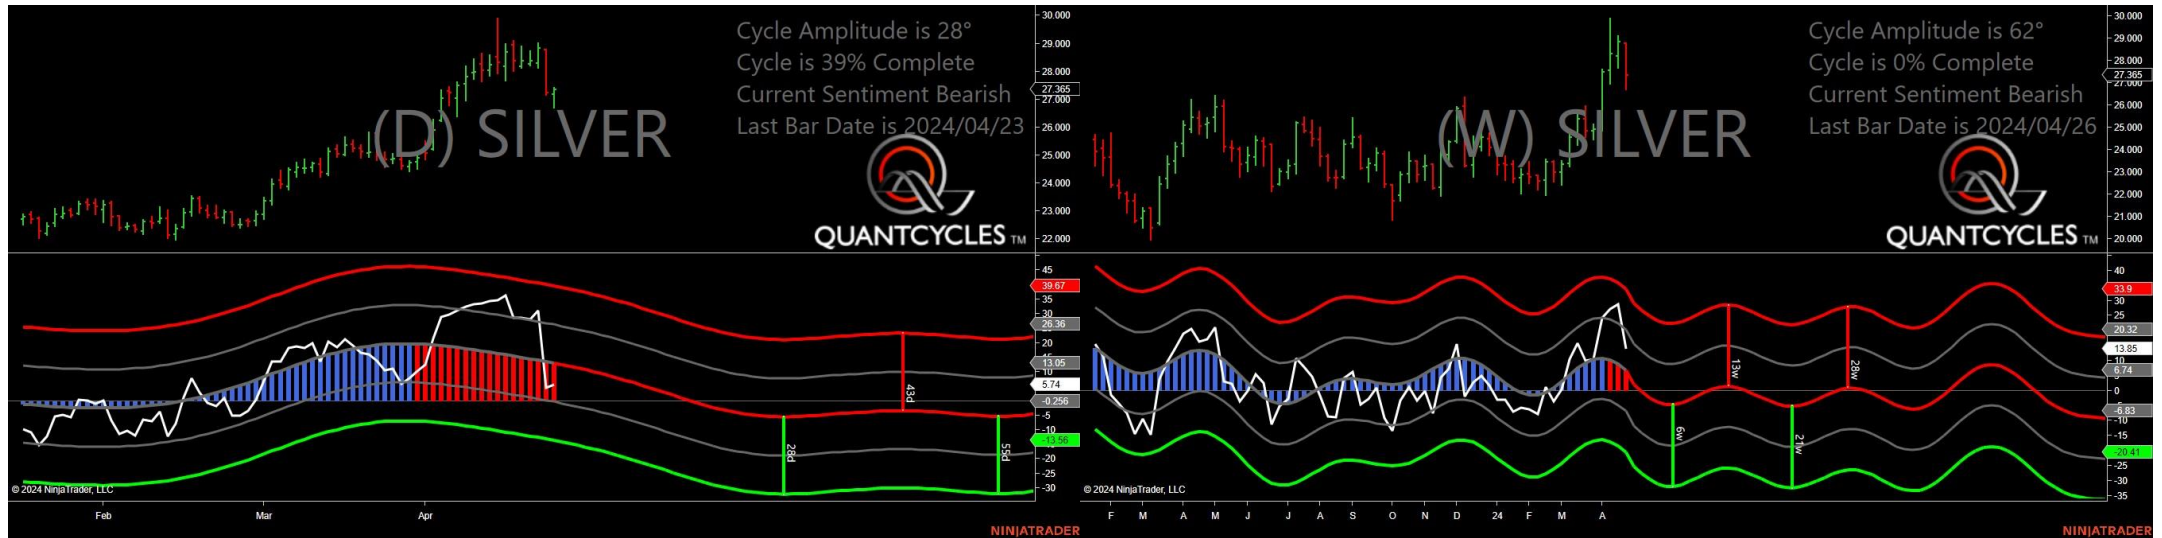 Cycle Amplitude is 28°
Cycle is 39% Complete
Current Sentiment Bearish
Last Bar Date is 2024/04/23
(D) SILVER
QUANTCYCLES TM
30.000
29.000
28.000
27.365
27.000
26.000
25.000
24.000
23.000
22.000
45
39.67
35
30
26.36
20
13.05
10
5.74
-0.256
-5
-10
-13.56
-20
-25
-30
43d
28d
55d
© 2024 NinjaTrader, LLC
Feb Mar Apr
NINJATRADER
Cycle Amplitude is 62°
Cycle is 0% Complete
Current Sentiment Bearish
Last Bar Date is 2024/04/26
(W) SILVER
QUANTCYCLES TM
30.000
29.000
28.000
27.365
27.000
26.000
25.000
24.000
23.000
22.000
21.000
20.000
40
33.9
30
25
20.32
13.85
10
6.74
0
-6.83
-10
-15
-20.41
-25
-30
-35
13w
28w
6w
21w
© 2024 NinjaTrader, LLC
F M A M J J A S O N D 24 F M A
NINJATRADER